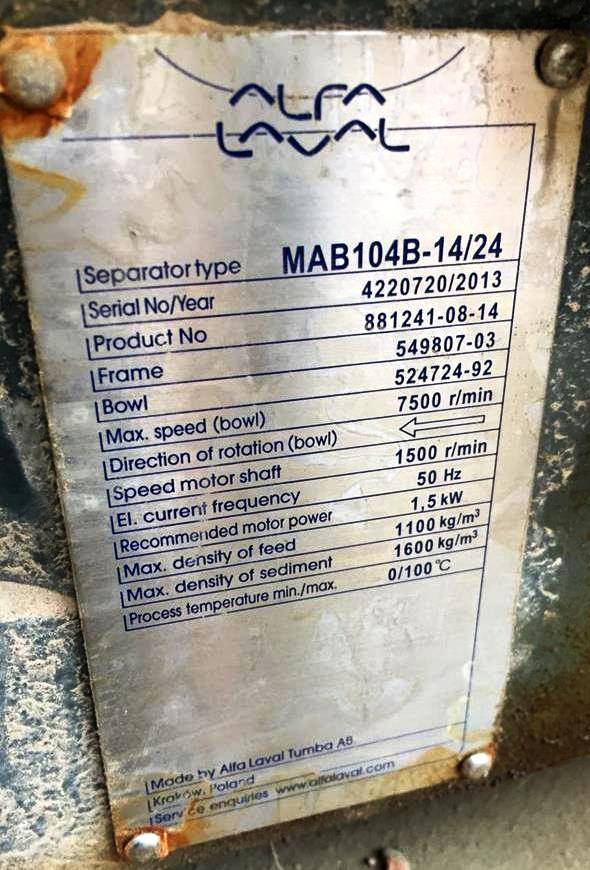 ALFA
LAVAL
Separator type MAB104B-14/24
Serial No/Year 4220720/2013
Product No 881241-08-14
Frame 549807-03
Bowl 524724-92
Max. speed (bowl) 7500 r/min
Direction of rotation (bowl)
Speed motor shaft 1500 r/min
El. current frequency 50 Hz
Recommended motor power 1,5 kW
Max. density of feed 1100 kg/m³
Max. density of sediment 1600 kg/m³
Process temperature min./max. 0/100 °C
Made by Alfa Laval Tumba AB
Kraków, Poland
Service enquiries www.alfalaval.com